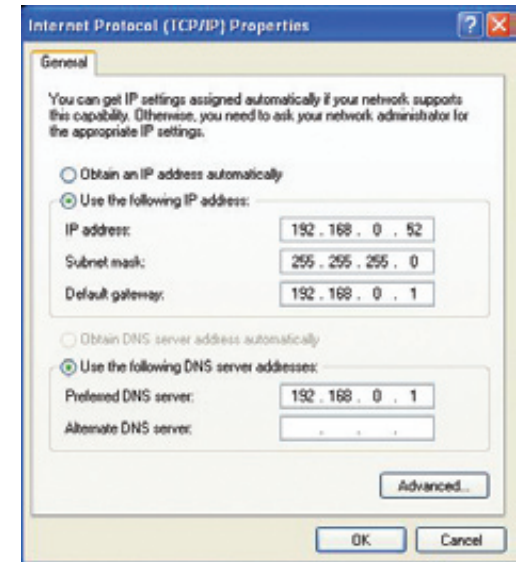 Internet Protocol (TCP/IP) Properties
General
You can get IP settings assigned automatically if your network supports
this capability. Otherwise, you need to ask your network administrator for
the appropriate IP settings.
Obtain an IP address automatically
Use the following IP address:
IP address: 192 . 168 . 0 . 52
Subnet mask: 255 . 255 . 255 . 0
Default gateway: 192 . 168 . 0 . 1
Obtain DNS server address automatically
Use the following DNS server addresses:
Preferred DNS server: 192 . 168 . 0 . 1
Alternate DNS server: . . .
Advanced...
OK Cancel